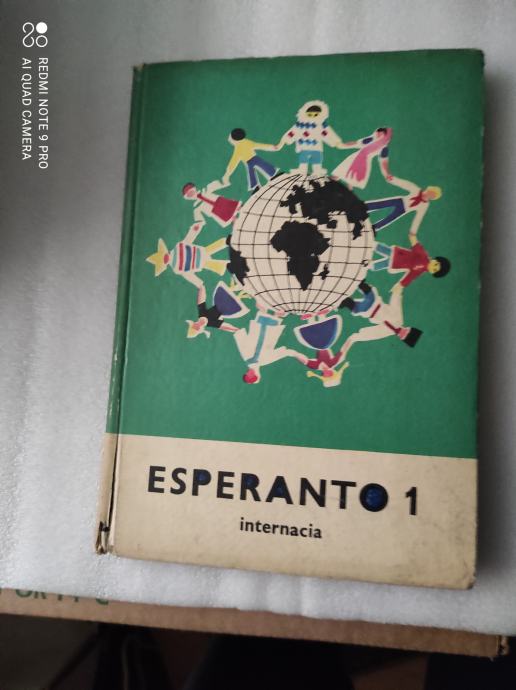 REDMI NOTE 9 PRO
AI QUAD CAMERA
ESPERANTO 1
internacia